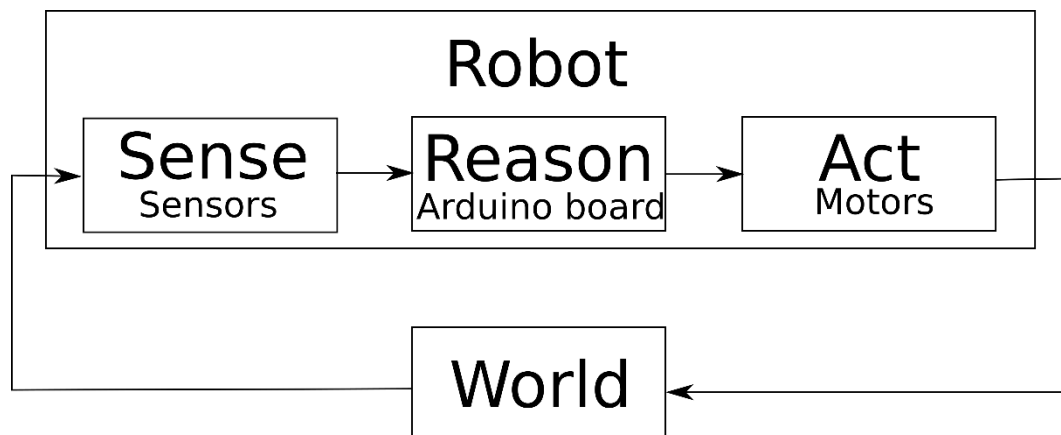 Robot
Sense
Sensors
Reason
Arduino board
Act
Motors
World